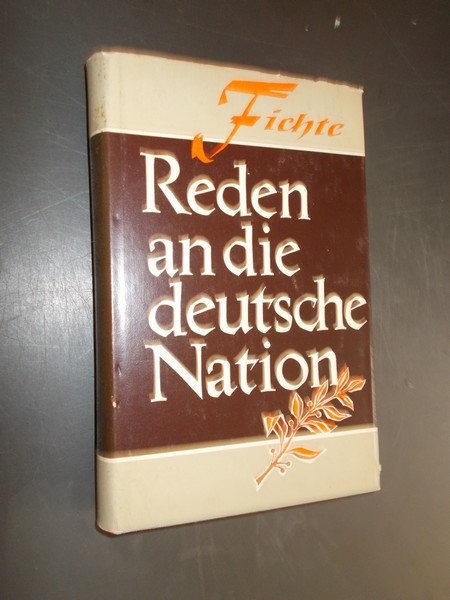 Fichte
Reden
an die
deutsche
Nation